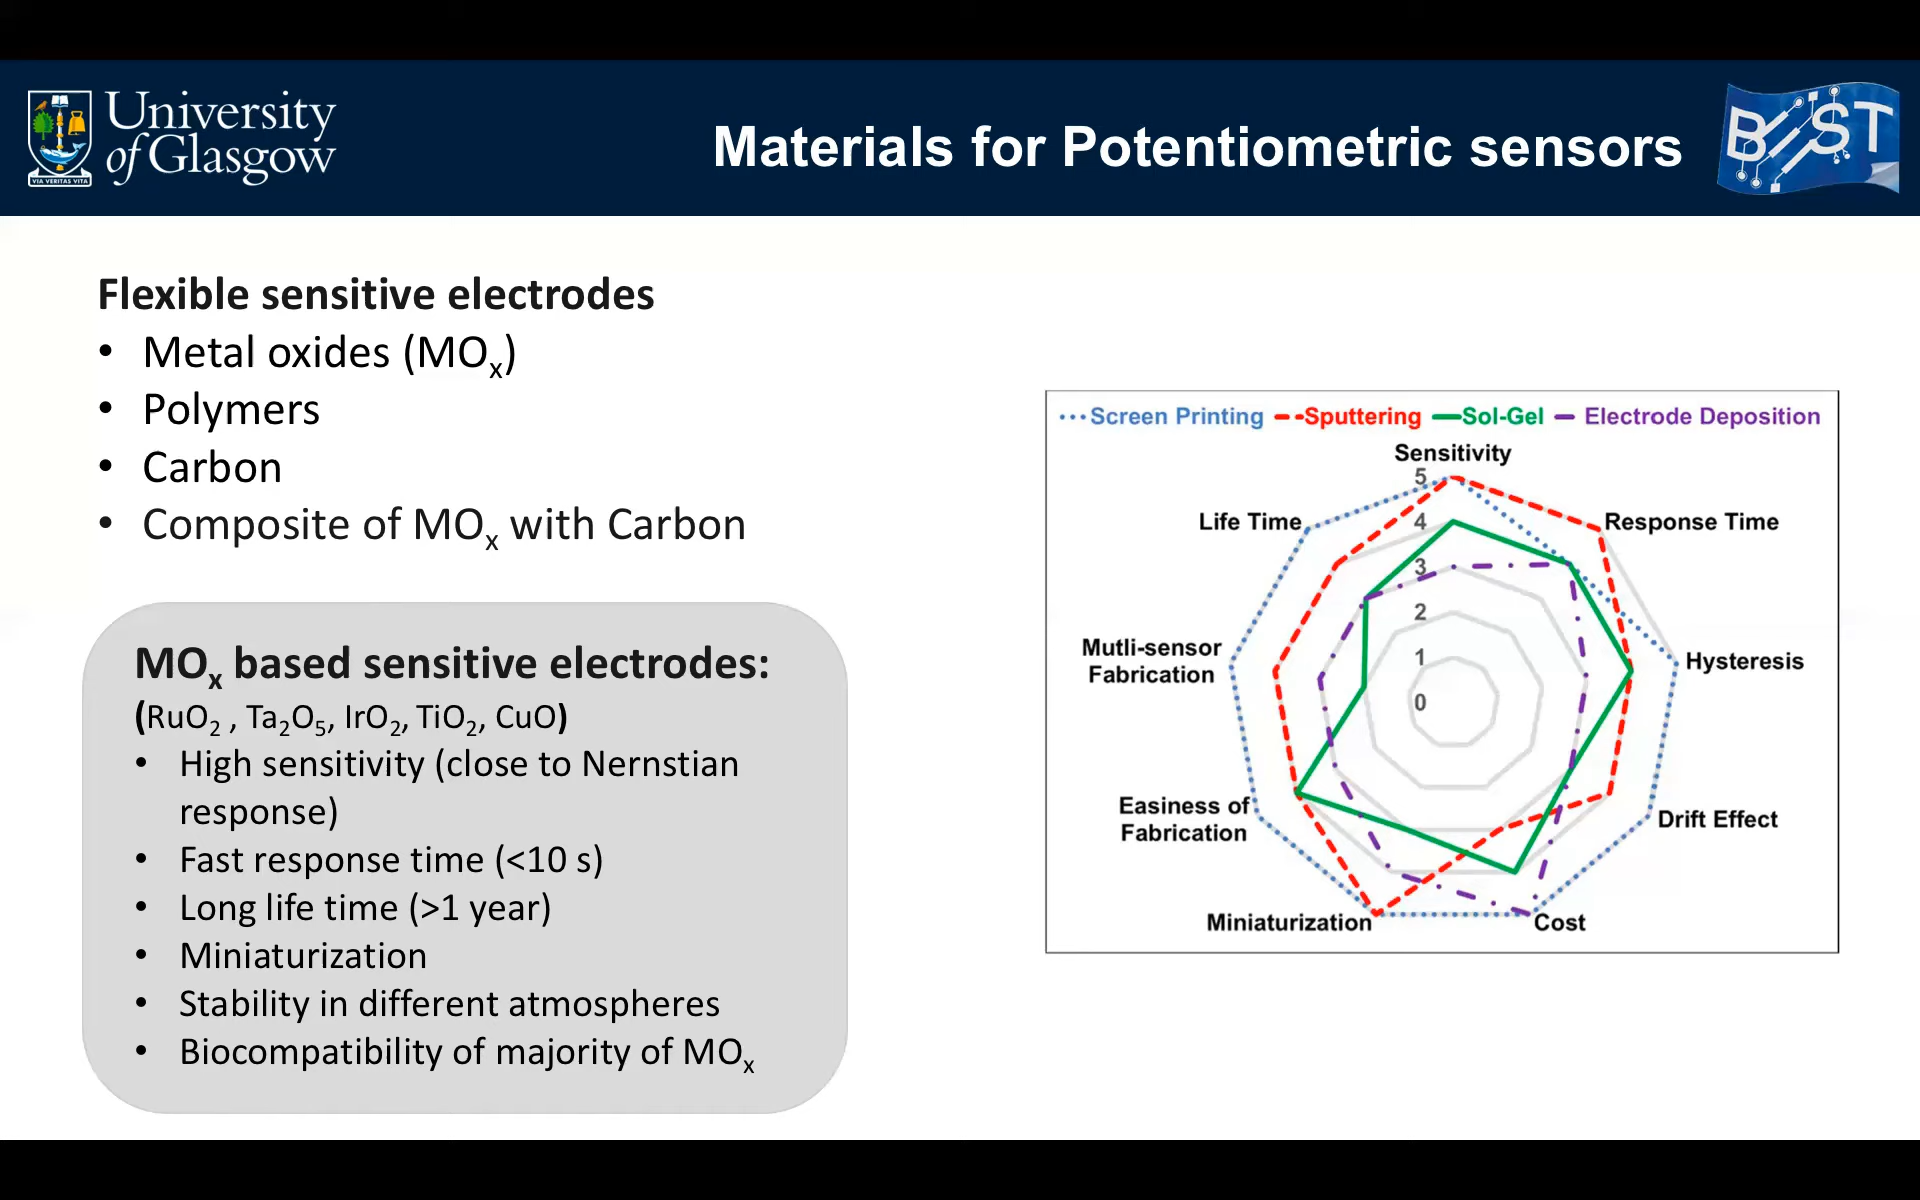 University
of Glasgow
VIA VERITAS VITA
Materials for Potentiometric sensors
Flexible sensitive electrodes
• Metal oxides (MOₓ)
• Polymers
• Carbon
• Composite of MOₓ with Carbon
MOₓ based sensitive electrodes:
(RuO₂ , Ta₂O₅, IrO₂, TiO₂, CuO)
• High sensitivity (close to Nernstian
response)
• Fast response time (<10 s)
• Long life time (>1 year)
• Miniaturization
• Stability in different atmospheres
• Biocompatibility of majority of MOₓ
Screen Printing Sputtering Sol-Gel Electrode Deposition
Sensitivity
5
Life Time
4
Response Time
3
2
Mutli-sensor
Fabrication
1
Hysteresis
0
Easiness of
Fabrication
Drift Effect
Miniaturization
Cost